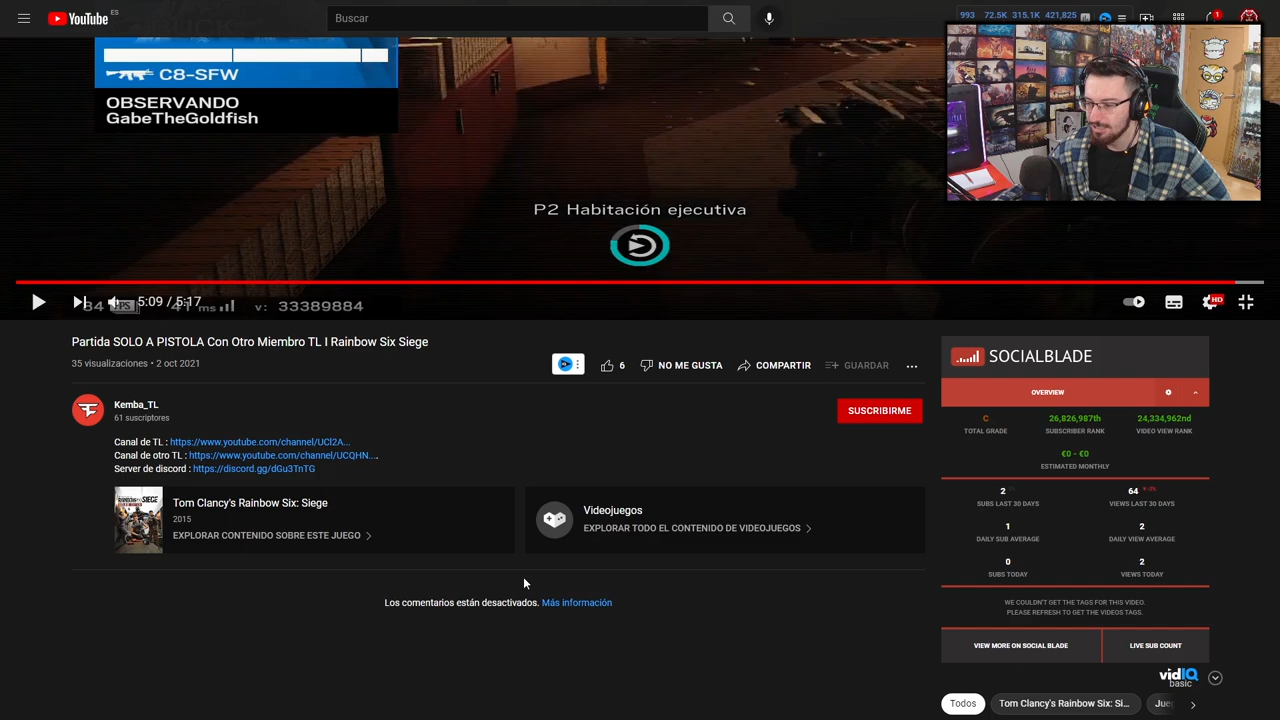 YouTube ES
Buscar
993 72.5K 315.1K 421,825
1
C8-SFW
OBSERVANDO
GabeTheGoldfish
P2 Habitación ejecutiva
5:09 / 5:17
84 FPS 41 ms v: 33389884
HD
Partida SOLO A PISTOLA Con Otro Miembro TL I Rainbow Six Siege
35 visualizaciones • 2 oct 2021
6 NO ME GUSTA COMPARTIR GUARDAR
Kemba_TL
61 suscriptores
SUSCRIBIRME
Canal de TL : https://www.youtube.com/channel/UCl2A...
Canal de otro TL : https://www.youtube.com/channel/UCQHN...
Server de discord : https://discord.gg/dGu3TnTG
Tom Clancy's Rainbow Six: Siege
2015
EXPLORAR CONTENIDO SOBRE ESTE JUEGO
Videojuegos
EXPLORAR TODO EL CONTENIDO DE VIDEOJUEGOS
Los comentarios están desactivados. Más información
SOCIALBLADE
OVERVIEW
C 26,826,987th 24,334,962nd
TOTAL GRADE SUBSCRIBER RANK VIDEO VIEW RANK
€0 - €0
ESTIMATED MONTHLY
2 64
SUBS LAST 30 DAYS VIEWS LAST 30 DAYS
1 2
DAILY SUB AVERAGE DAILY VIEW AVERAGE
0 2
SUBS TODAY VIEWS TODAY
WE COULDN'T GET THE TAGS FOR THIS VIDEO.
PLEASE REFRESH TO GET THE VIDEOS TAGS.
VIEW MORE ON SOCIAL BLADE LIVE SUB COUNT
vidIQ
basic
Todos Tom Clancy's Rainbow Six: Si... Jue